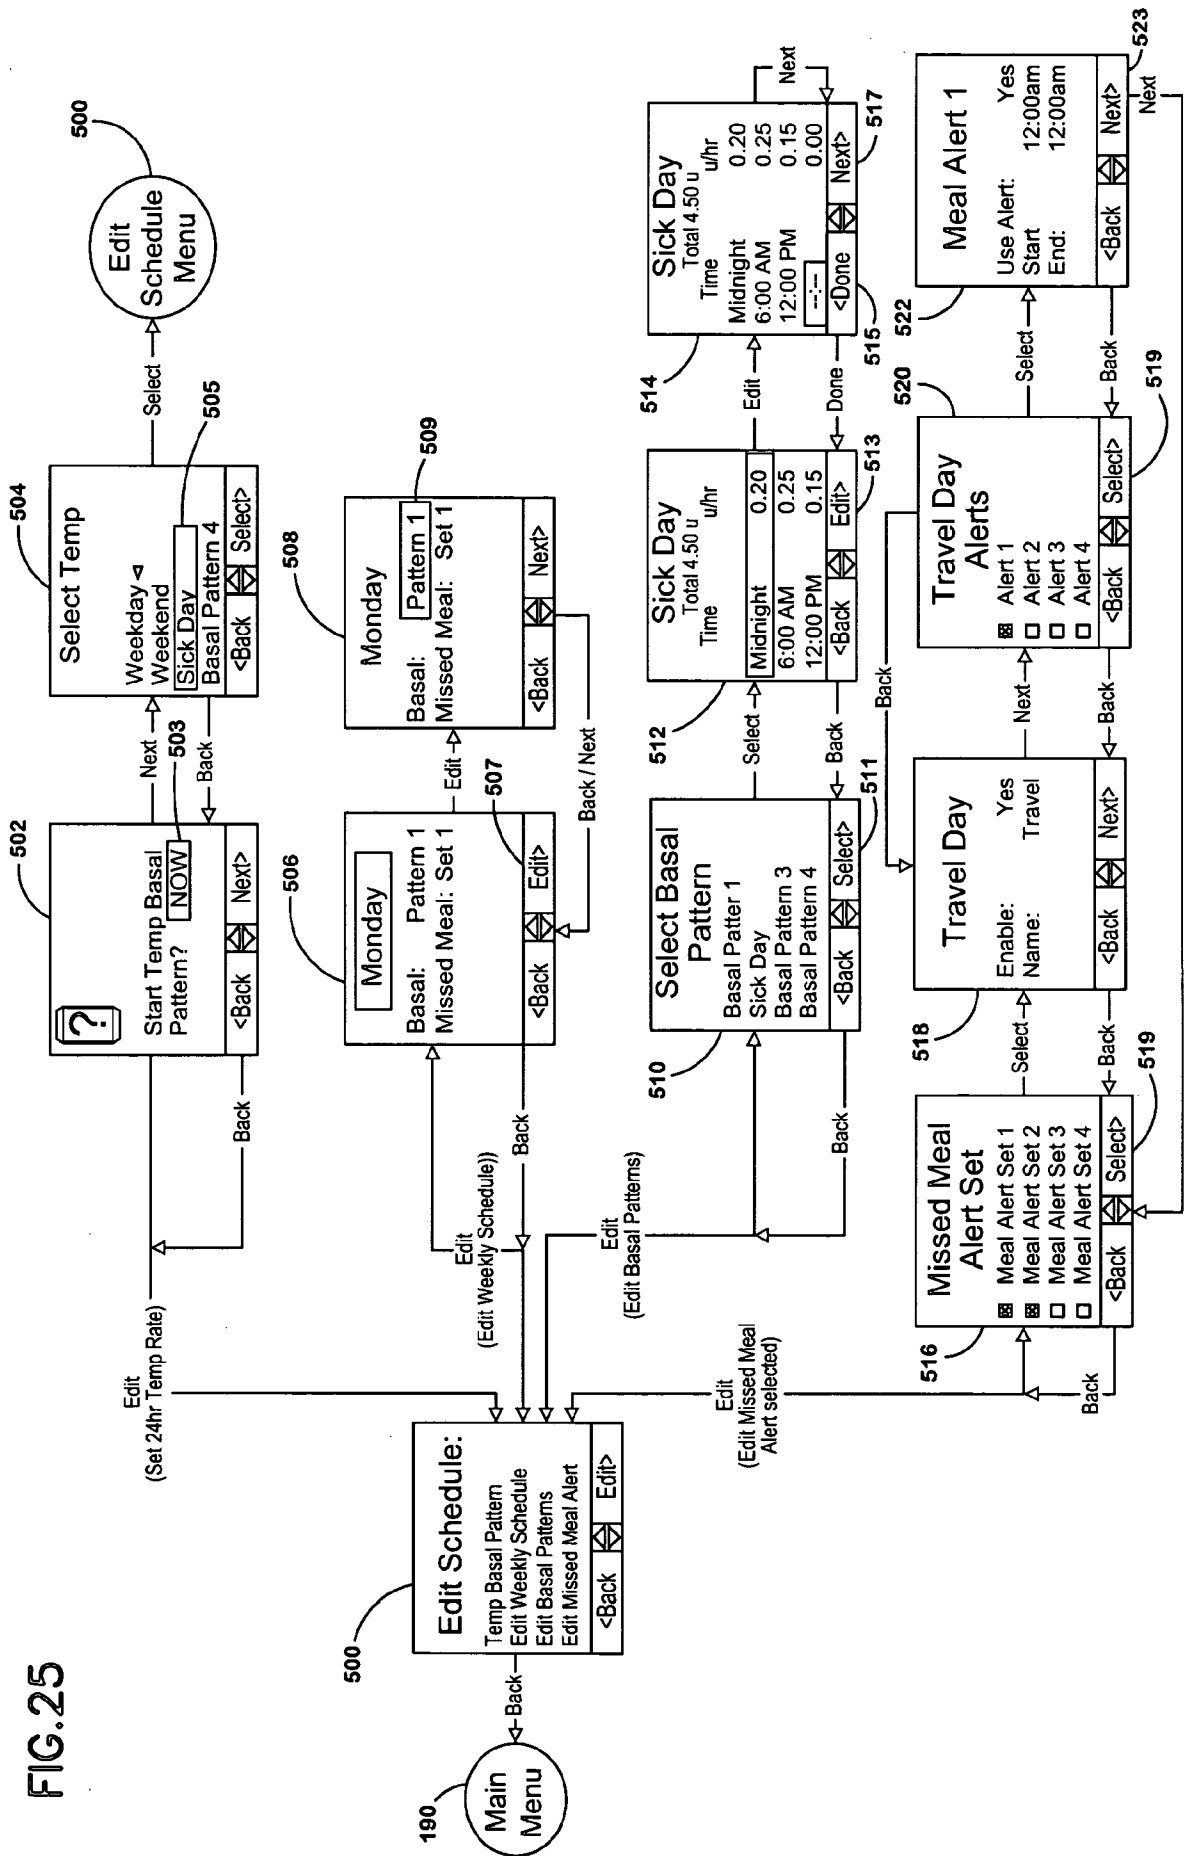 FIG.25
190
Main
Menu
Back
500
Edit Schedule:
Temp Basal Pattern
Edit Weekly Schedule
Edit Basal Patterns
Edit Missed Meal Alert
<Back
Edit>
Edit
(Set 24hr Temp Rate)
Back
502
?
Start Temp Basal
Pattern?
NOW
503
<Back
Next>
Next
Back
504
Select Temp
Weekday
Weekend
Sick Day
Basal Pattern 4
505
<Back
Select>
Select
500
Edit
Schedule
Menu
Edit
(Edit Weekly Schedule))
Back
506
Monday
Basal: Pattern 1
Missed Meal: Set 1
<Back
Edit>
507
Edit
Back / Next
508
Monday
Basal: Pattern 1
Missed Meal: Set 1
509
<Back
Next>
Edit
(Edit Basal Patterns)
Back
510
Select Basal
Pattern
Basal Patter 1
Sick Day
Basal Pattern 3
Basal Pattern 4
<Back
Select>
511
Select
Back
512
Sick Day
Total 4.50 u
Time u/hr
Midnight 0.20
6:00 AM 0.25
12:00 PM 0.15
<Back
Edit>
513
Edit
Done
514
Sick Day
Total 4.50 u
Time u/hr
Midnight 0.20
6:00 AM 0.25
12:00 PM 0.15
--:-- 0.00
<Done
Next>
515
517
Next
Edit
(Edit Missed Meal
Alert selected)
Back
516
Missed Meal
Alert Set
Meal Alert Set 1
Meal Alert Set 2
Meal Alert Set 3
Meal Alert Set 4
<Back
Select>
519
Select
Back
518
Travel Day
Enable: Yes
Name: Travel
<Back
Next>
Next
Back
Back
520
Travel Day
Alerts
Alert 1
Alert 2
Alert 3
Alert 4
<Back
Select>
519
Select
Back
522
Meal Alert 1
Use Alert: Yes
Start 12:00am
End: 12:00am
<Back
Next>
523
Next